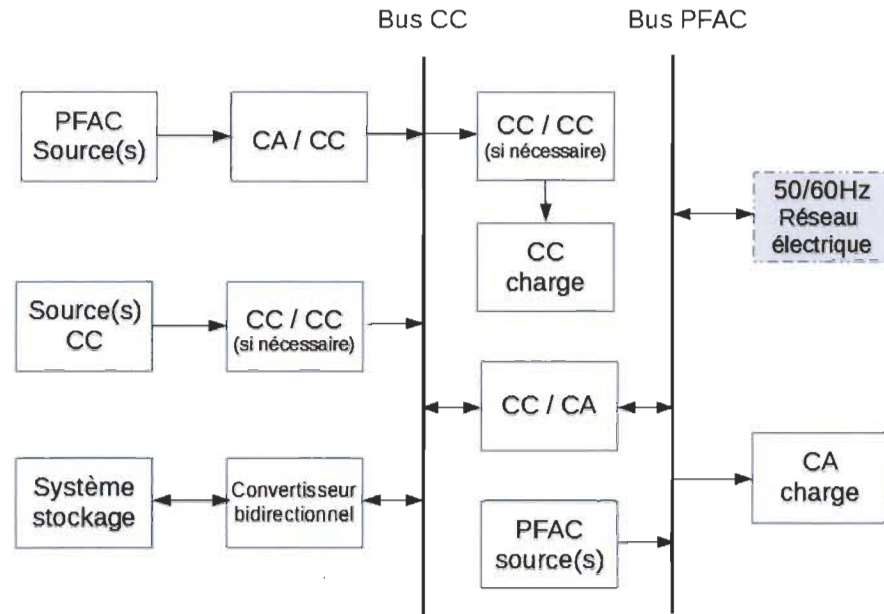 Bus CC
Bus PFAC
PFAC
Source(s)
CA / CC
CC / CC
(si nécessaire)
50/60Hz
Réseau
électrique
CC
charge
Source(s)
CC
CC / CC
(si nécessaire)
CC / CA
Système
stockage
Convertisseur
bidirectionnel
PFAC
source(s)
CA
charge